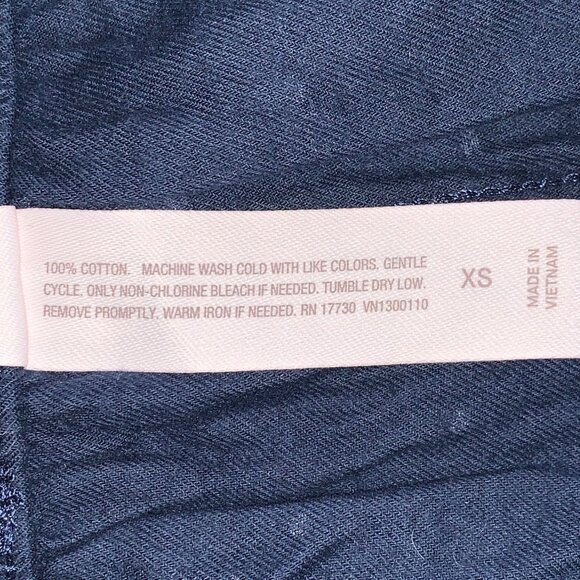 100% COTTON. MACHINE WASH COLD WITH LIKE COLORS. GENTLE
CYCLE. ONLY NON-CHLORINE BLEACH IF NEEDED. TUMBLE DRY LOW.
REMOVE PROMPTLY. WARM IRON IF NEEDED. RN 17730 VN1300110
XS
MADE IN
VIETNAM